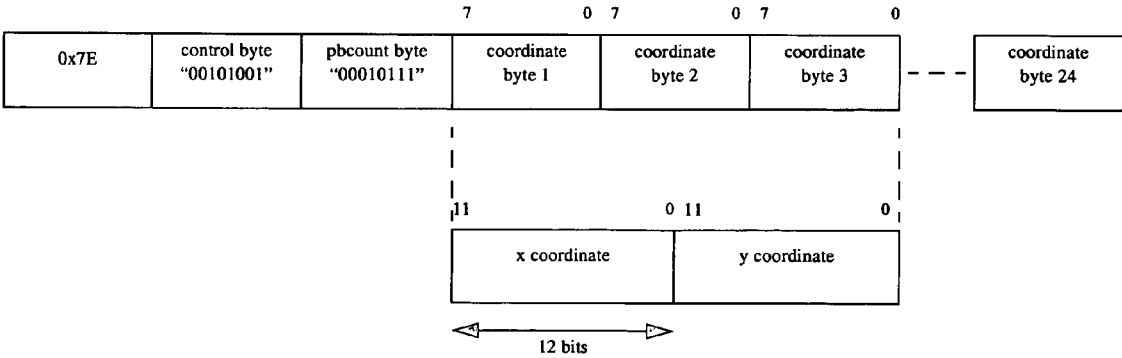 7 0 7 0 7 0
0x7E
control byte
“00101001”
pbcount byte
“00010111”
coordinate
byte 1
coordinate
byte 2
coordinate
byte 3
coordinate
byte 24
11 0 11 0
x coordinate
y coordinate
12 bits